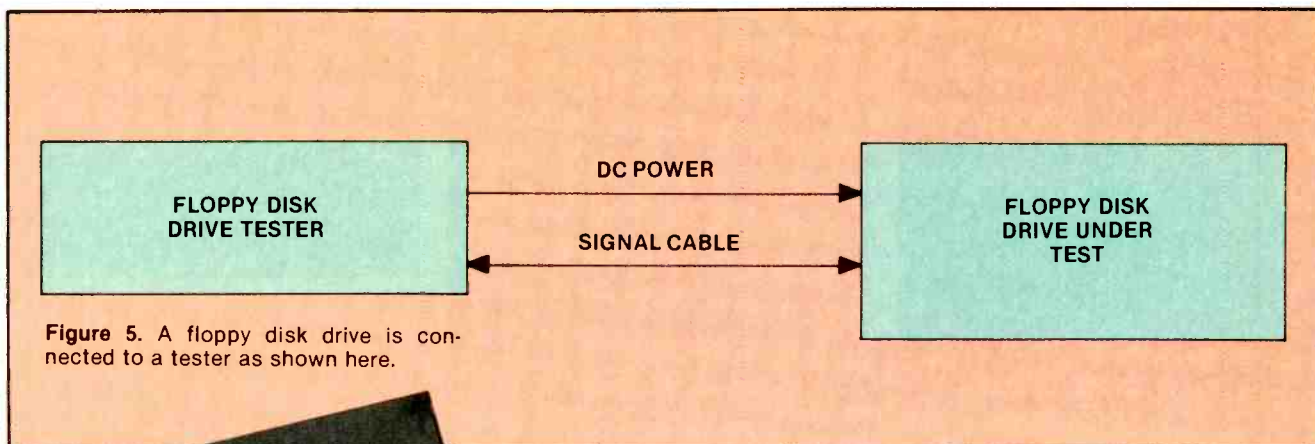 FLOPPY DISK
DRIVE TESTER
DC POWER
SIGNAL CABLE
FLOPPY DISK
DRIVE UNDER
TEST
Figure 5. A floppy disk drive is con-
nected to a tester as shown here.